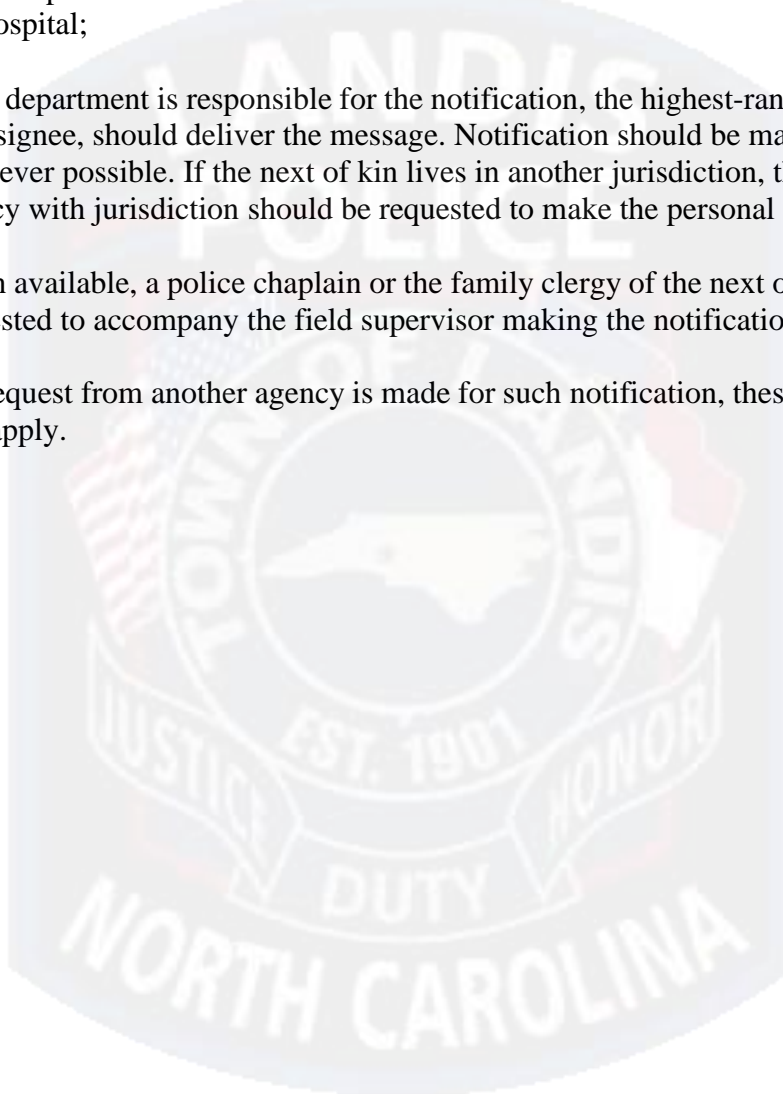 ospital;
department is responsible for the notification, the highest-ran
signee, should deliver the message. Notification should be ma
ever possible. If the next of kin lives in another jurisdiction, t
cy with jurisdiction should be requested to make the personal
n available, a police chaplain or the family clergy of the next o
ested to accompany the field supervisor making the notificatio
equest from another agency is made for such notification, thes
apply.
LANDIS
POLICE
TOWN OF LANDIS
EST. 1901
JUSTICE
DUTY
HONOR
NORTH CAROLINA